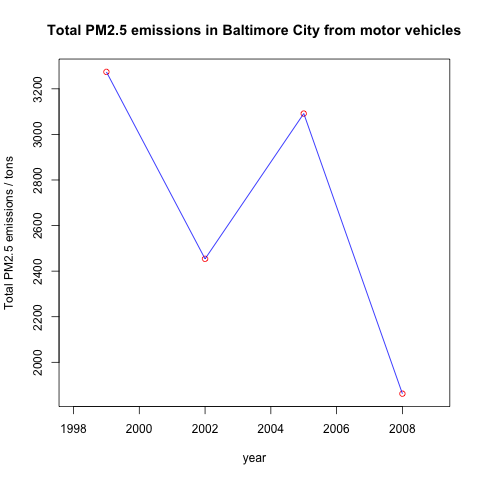 Total PM2.5 emissions in Baltimore City from motor vehicles
Total PM2.5 emissions / tons
3200
3000
2800
2600
2400
2200
2000
1998 2000 2002 2004 2006 2008
year